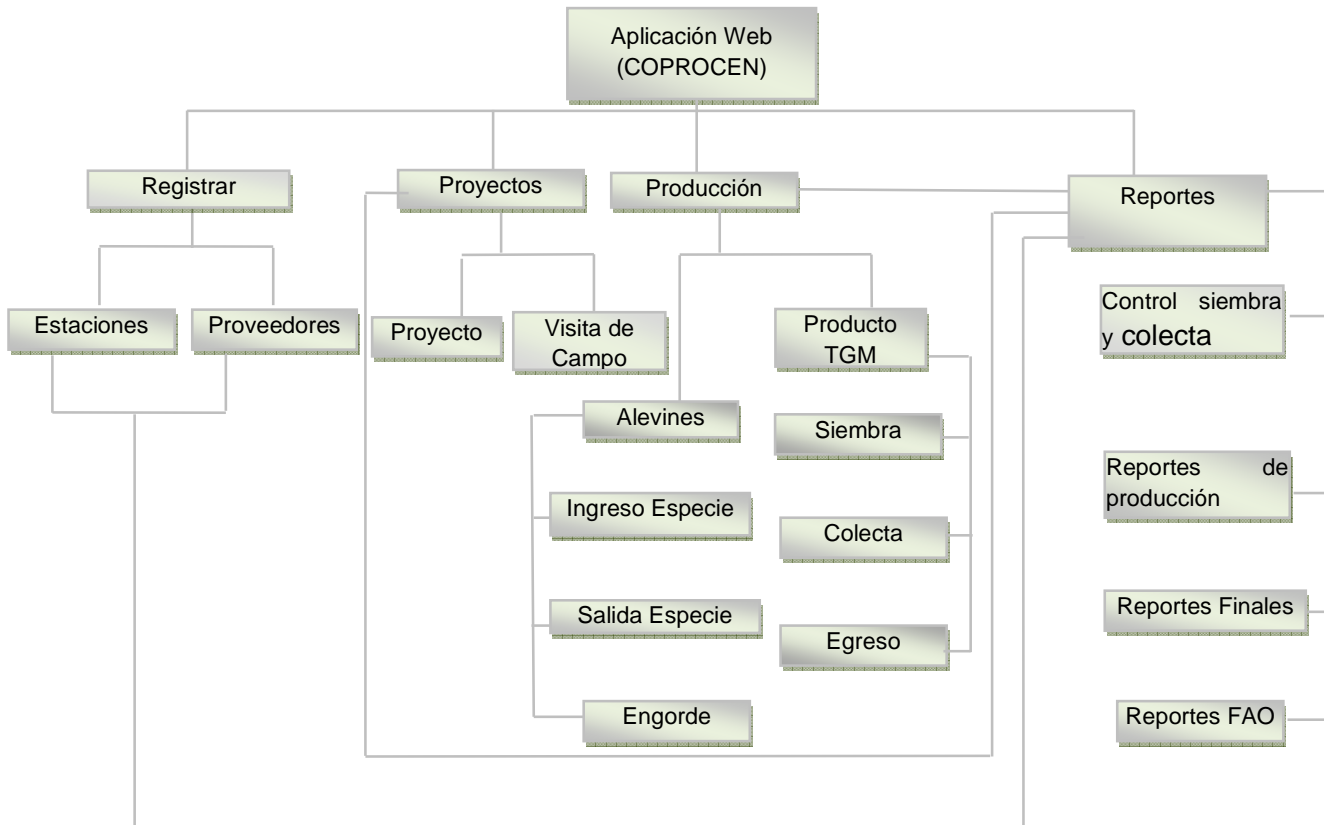 Aplicación Web
(COPROCEN)
Registrar
Proyectos
Producción
Reportes
Estaciones
Proveedores
Proyecto
Visita de
Campo
Producto
TGM
Control siembra
y colecta
Alevines
Siembra
Reportes de
producción
Ingreso Especie
Colecta
Salida Especie
Egreso
Reportes Finales
Engorde
Reportes FAO